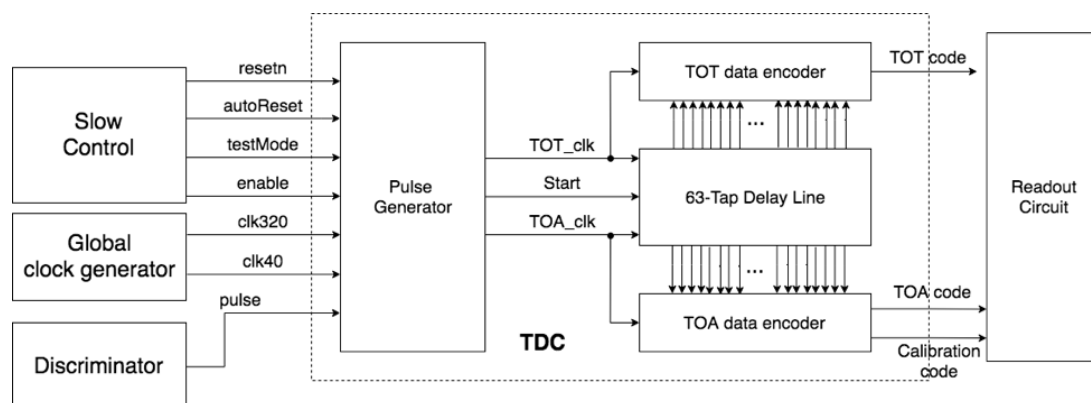 Slow
Control
Global
clock generator
Discriminator
resetn
autoReset
testMode
enable
clk320
clk40
pulse
Pulse
Generator
TOT_clk
Start
TOA_clk
TDC
TOT data encoder
...
63-Tap Delay Line
...
TOA data encoder
TOT code
TOA code
Calibration
code
Readout
Circuit